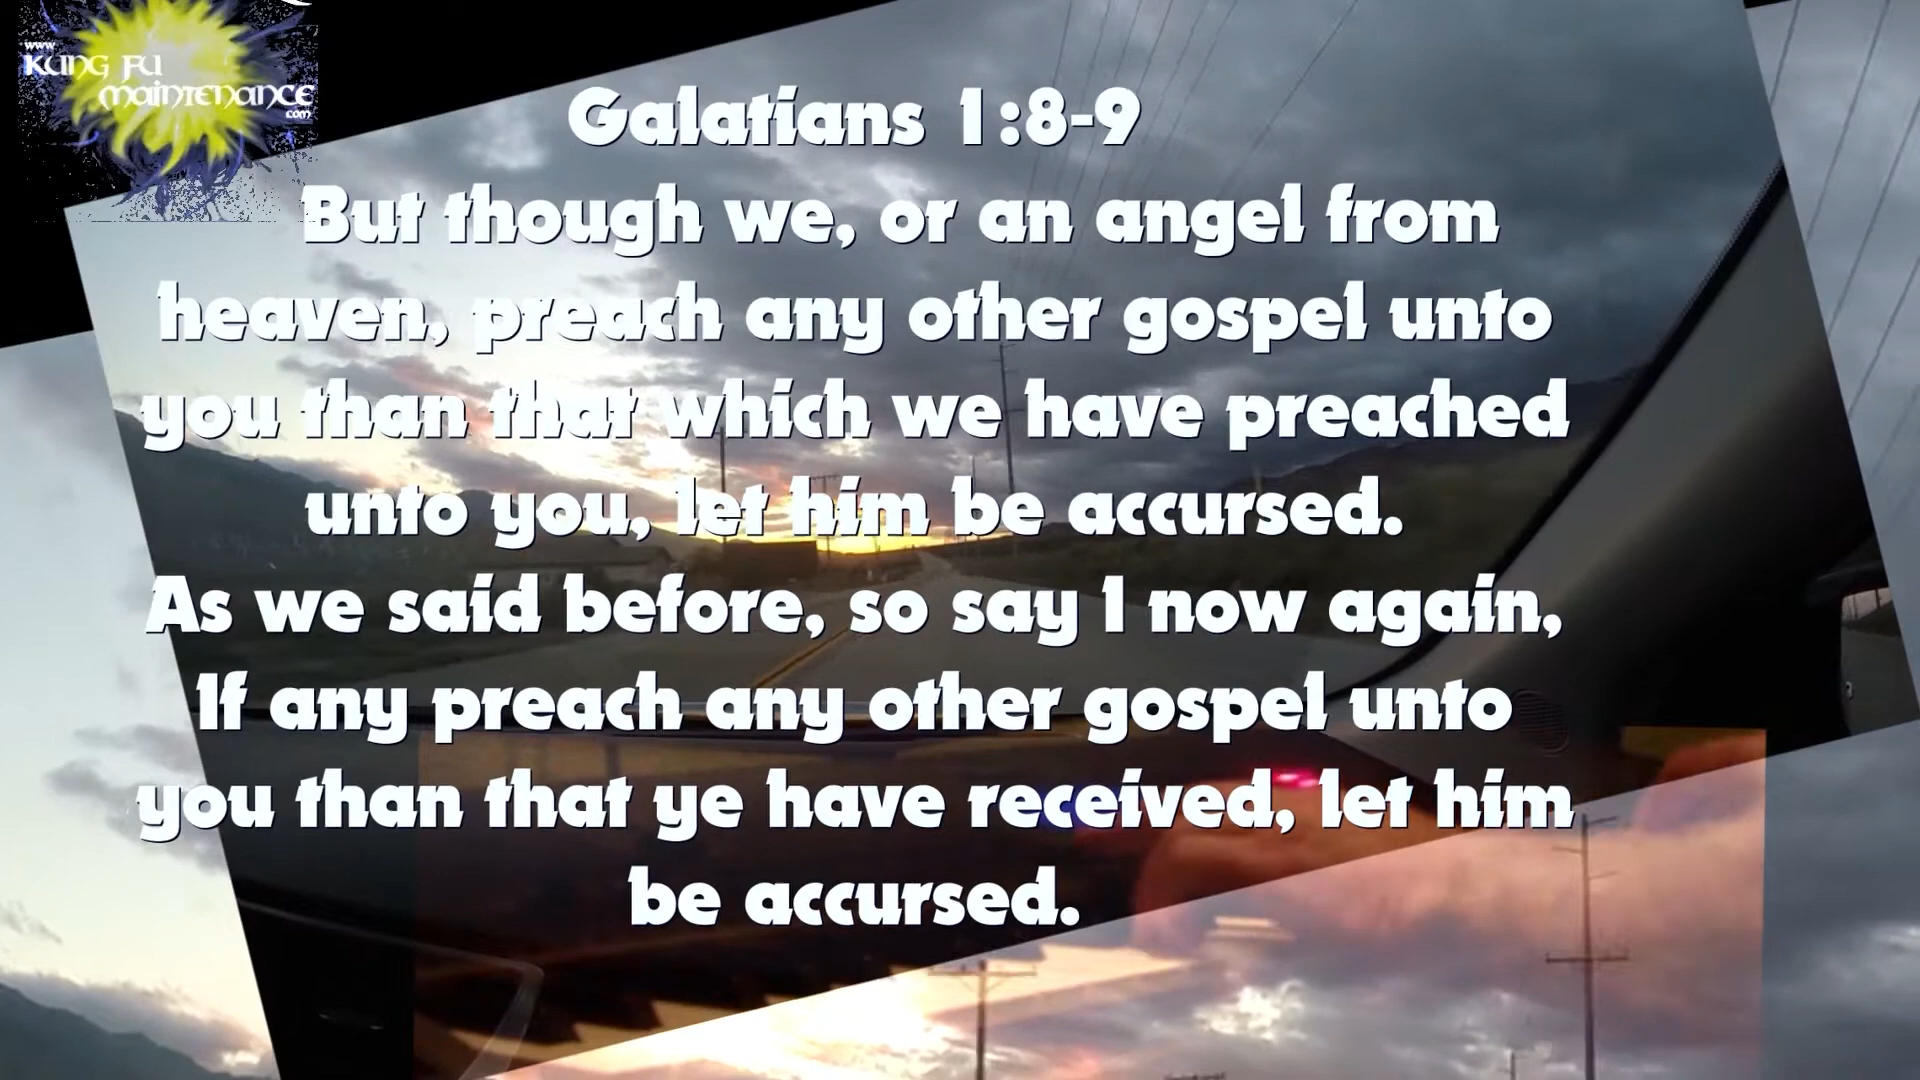 www
Kung Fu
maintenance
com
Galatians 1:8-9
But though we, or an angel from
heaven, preach any other gospel unto
you than that which we have preached
unto you, let him be accursed.
As we said before, so say I now again,
If any preach any other gospel unto
you than that ye have received, let him
be accursed.